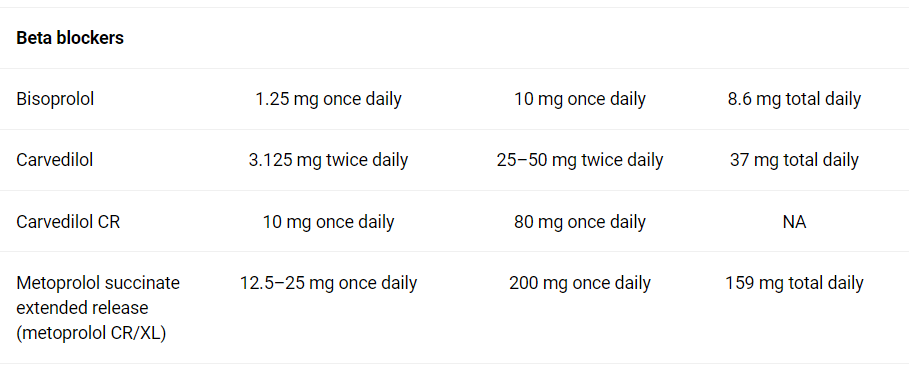 Beta blockers
Bisoprolol 1.25 mg once daily 10 mg once daily 8.6 mg total daily
Carvedilol 3.125 mg twice daily 25–50 mg twice daily 37 mg total daily
Carvedilol CR 10 mg once daily 80 mg once daily NA
Metoprolol succinate 12.5–25 mg once daily 200 mg once daily 159 mg total daily
extended release
(metoprolol CR/XL)